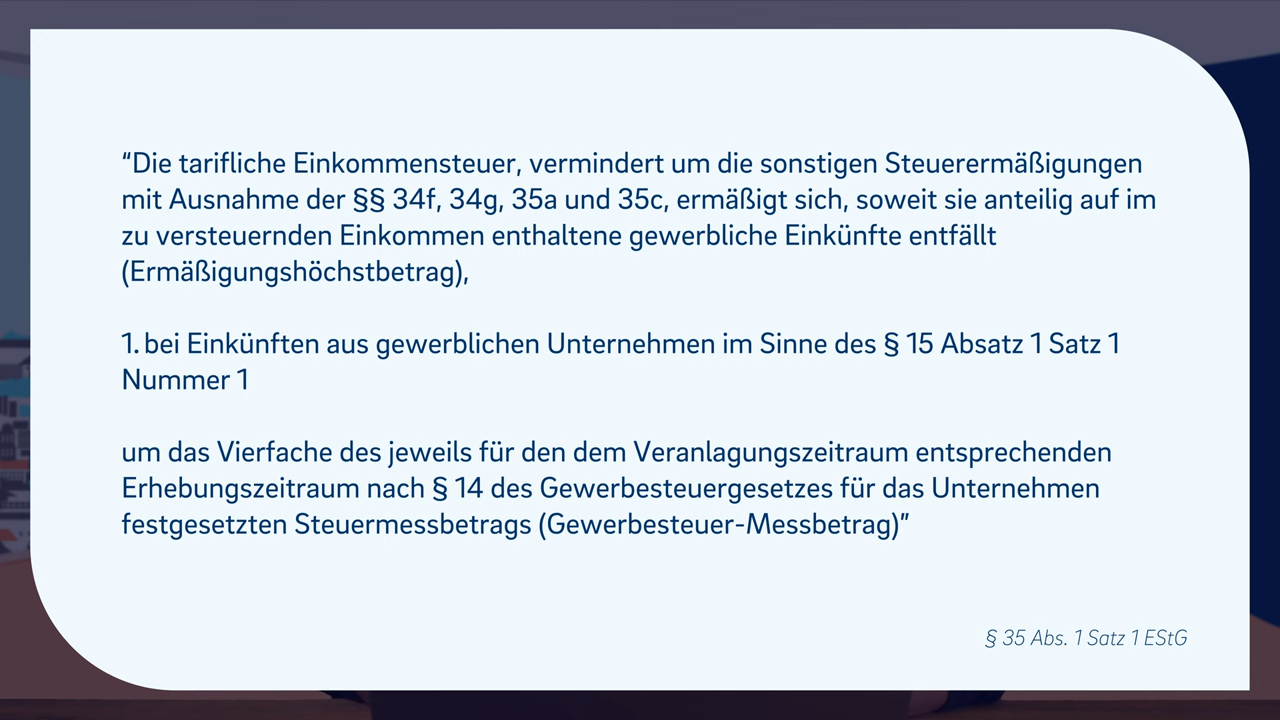 “Die tarifliche Einkommensteuer, vermindert um die sonstigen Steuerermäßigungen
mit Ausnahme der §§ 34f, 34g, 35a und 35c, ermäßigt sich, soweit sie anteilig auf im
zu versteuernden Einkommen enthaltene gewerbliche Einkünfte entfällt
(Ermäßigungshöchstbetrag),
1. bei Einkünften aus gewerblichen Unternehmen im Sinne des § 15 Absatz 1 Satz 1
Nummer 1
um das Vierfache des jeweils für den dem Veranlagungszeitraum entsprechenden
Erhebungszeitraum nach § 14 des Gewerbesteuergesetzes für das Unternehmen
festgesetzten Steuermessbetrags (Gewerbesteuer-Messbetrag)”
§ 35 Abs. 1 Satz 1 EStG